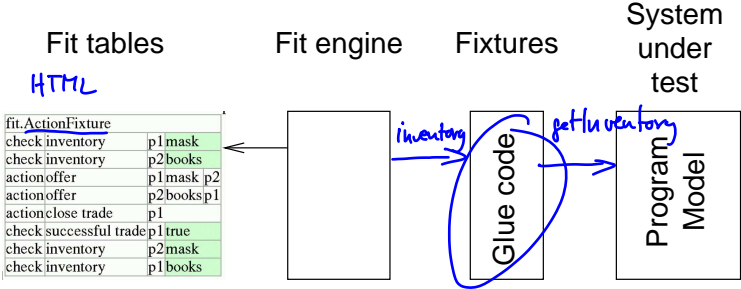 Fit tables Fit engine Fixtures System
under
test
HTML
fit.ActionFixture
check inventory p1 mask
check inventory p2 books
action offer p1 mask p2
action offer p2 books p1
action close trade p1
check successful trade p1 true
check inventory p2 mask
check inventory p1 books
inventory
Glue code
getInventory
Program
Model